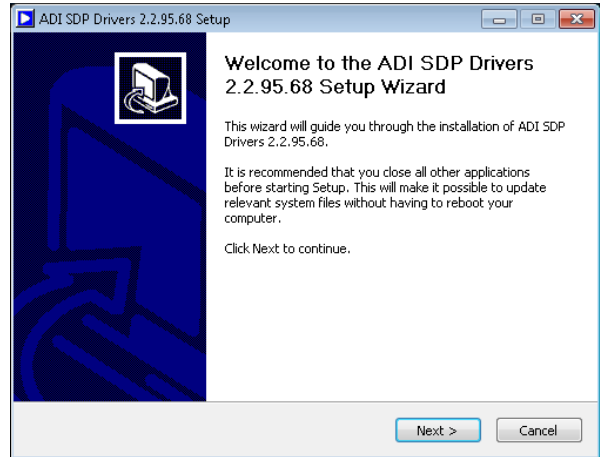 ADI SDP Drivers 2.2.95.68 Setup
Welcome to the ADI SDP Drivers
2.2.95.68 Setup Wizard
This wizard will guide you through the installation of ADI SDP
Drivers 2.2.95.68.
It is recommended that you close all other applications
before starting Setup. This will make it possible to update
relevant system files without having to reboot your
computer.
Click Next to continue.
Next >
Cancel